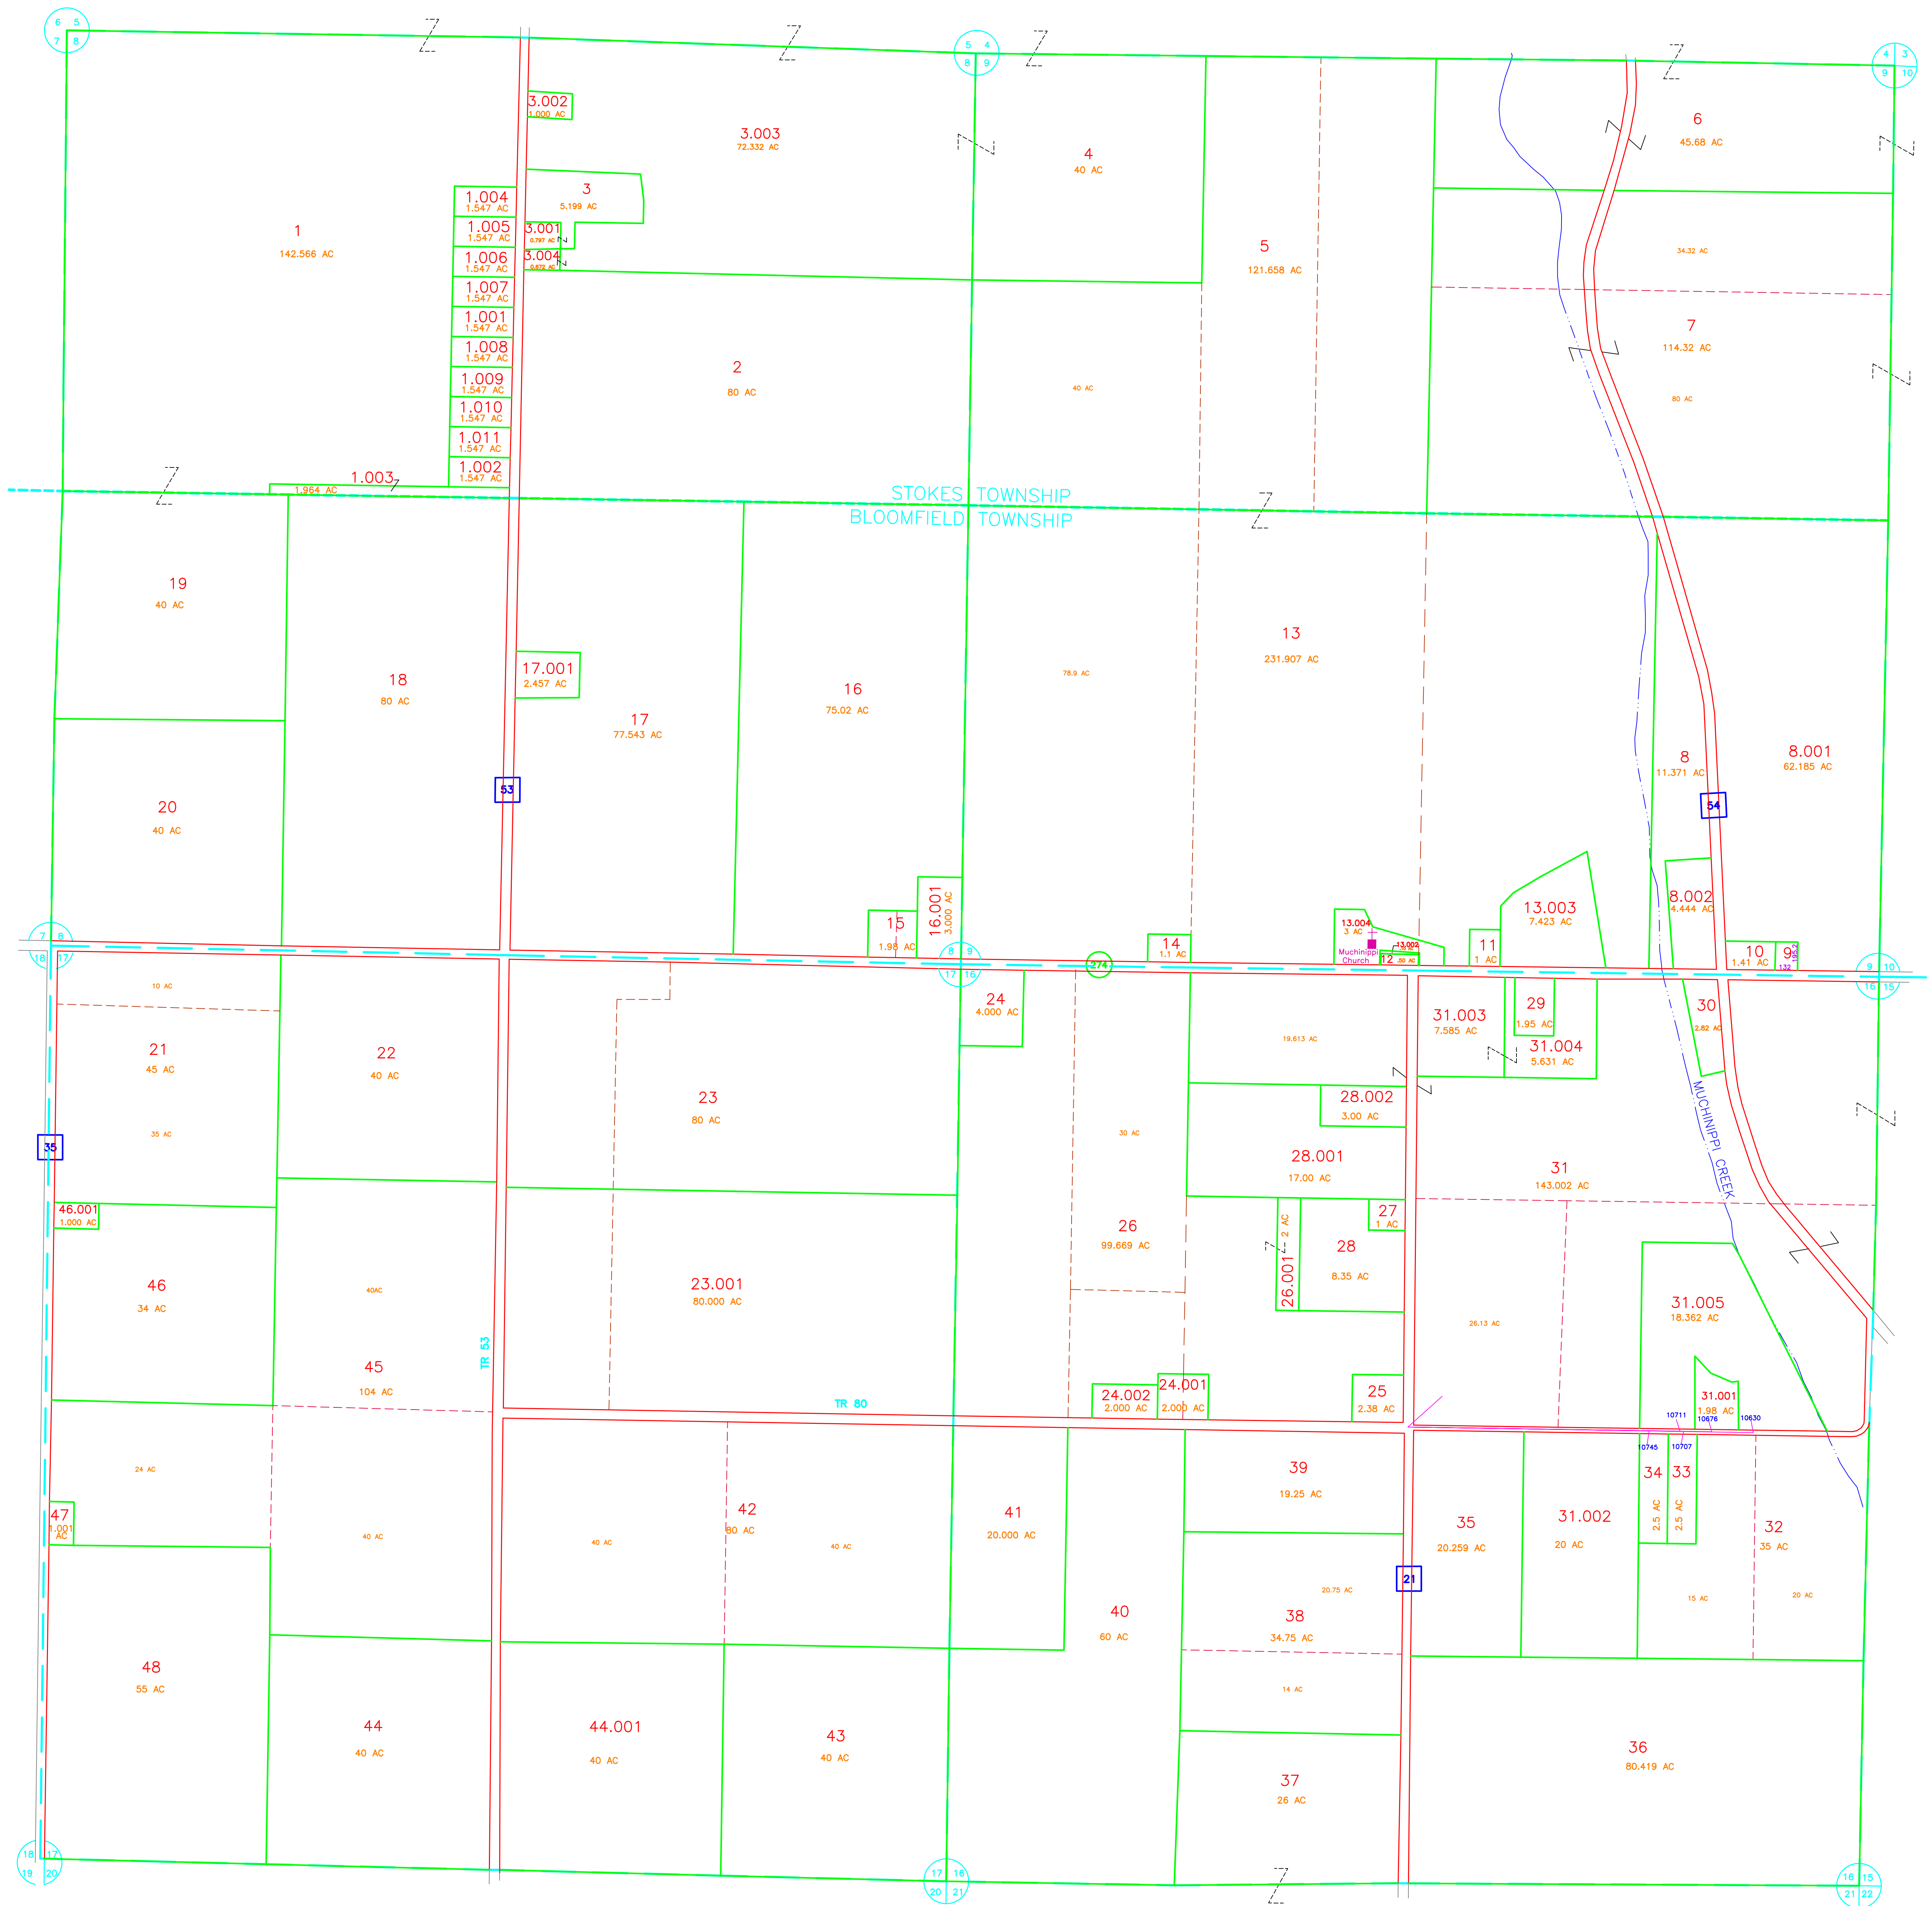 6 5
7 8
5 4
8 9
4 3
9 10
3.002
1.000 AC
3.003
72.332 AC
6
45.68 AC
4
40 AC
3
5.199 AC
1
142.566 AC
1.004
1.547 AC
1.005
1.547 AC
1.006
1.547 AC
1.007
1.547 AC
1.001
1.547 AC
1.008
1.547 AC
1.009
1.547 AC
1.010
1.547 AC
1.011
1.547 AC
1.002
1.547 AC
1.003
1.964 AC
3.001
0.797 AC
3.004
0.672 AC
5
121.658 AC
34.32 AC
7
114.32 AC
80 AC
2
80 AC
40 AC
STOKES TOWNSHIP
BLOOMFIELD TOWNSHIP
19
40 AC
18
80 AC
17.001
2.457 AC
17
77.543 AC
16
75.02 AC
78.9 AC
13
231.907 AC
8
11.371 AC
8.001
62.185 AC
53
54
20
40 AC
15
1.98 AC
16.001
3.000 AC
14
1.1 AC
13.004
3 AC
Muchinippi
Church
13.002
12
.50 AC
11
1 AC
13.003
7.423 AC
8.002
4.444 AC
10
1.41 AC
9
132
195.2
7 8
18 17
8 9
17 16
274
9 10
16 15
10 AC
21
45 AC
35 AC
35
22
40 AC
23
80 AC
24
4.000 AC
19.613 AC
31.003
7.585 AC
29
1.95 AC
31.004
5.631 AC
30
2.82 AC
28.002
3.00 AC
30 AC
28.001
17.00 AC
MUCHINIPPI CREEK
31
143.002 AC
46.001
1.000 AC
46
34 AC
40AC
45
104 AC
TR 53
23.001
80.000 AC
26
99.669 AC
26.001
2 AC
28
8.35 AC
27
1 AC
26.13 AC
31.005
18.362 AC
31.001
1.98 AC
TR 80
24.002
2.000 AC
24.001
2.000 AC
25
2.38 AC
10711
10676
10630
10745
10707
24 AC
47
1.001
AC
40 AC
40 AC
42
80 AC
40 AC
41
20.000 AC
39
19.25 AC
35
20.259 AC
31.002
20 AC
34
2.5 AC
33
2.5 AC
32
35 AC
15 AC
20 AC
21
20.75 AC
38
34.75 AC
14 AC
40
60 AC
48
55 AC
44
40 AC
44.001
40 AC
43
40 AC
37
26 AC
36
80.419 AC
18 17
19 20
17 16
20 21
16 15
21 22